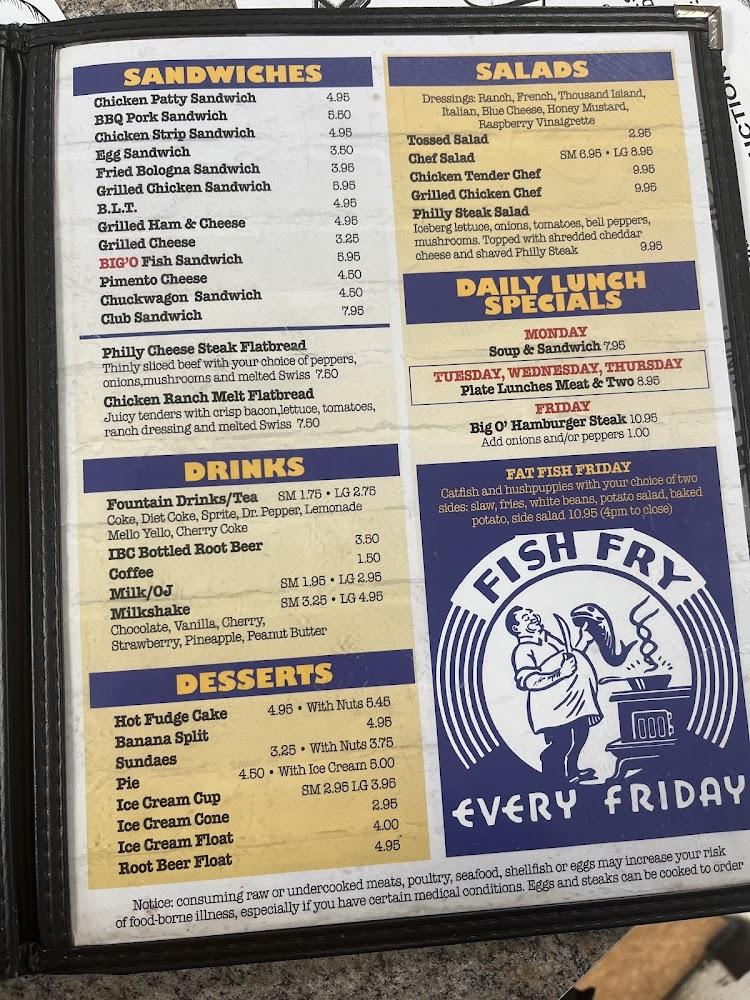 SANDWICHES
Chicken Patty Sandwich 4.95
BBQ Pork Sandwich 5.50
Chicken Strip Sandwich 4.95
Egg Sandwich 3.50
Fried Bologna Sandwich 3.95
Grilled Chicken Sandwich 5.95
B.L.T. 4.95
Grilled Ham & Cheese 4.95
Grilled Cheese 3.25
BIG'O Fish Sandwich 5.95
Pimento Cheese 4.50
Chuckwagon Sandwich 4.50
Club Sandwich 7.95
Philly Cheese Steak Flatbread
Thinly sliced beef with your choice of peppers,
onions,mushrooms and melted Swiss 7.50
Chicken Ranch Melt Flatbread
Juicy tenders with crisp bacon,lettuce, tomatoes,
ranch dressing and melted Swiss 7.50
DRINKS
Fountain Drinks/Tea SM 1.75 • LG 2.75
Coke, Diet Coke, Sprite, Dr. Pepper, Lemonade
Mello Yello, Cherry Coke
IBC Bottled Root Beer 3.50
Coffee 1.50
Milk/OJ SM 1.95 • LG 2.95
Milkshake SM 3.25 • LG 4.95
Chocolate, Vanilla, Cherry,
Strawberry, Pineapple, Peanut Butter
DESSERTS
Hot Fudge Cake 4.95 • With Nuts 5.45
Banana Split 4.95
Sundaes 3.25 • With Nuts 3.75
Pie 4.50 • With Ice Cream 5.00
Ice Cream Cup SM 2.95 LG 3.95
Ice Cream Cone 2.95
Ice Cream Float 4.00
Root Beer Float 4.95
SALADS
Dressings: Ranch, French, Thousand Island,
Italian, Blue Cheese, Honey Mustard,
Raspberry Vinaigrette
Tossed Salad 2.95
Chef Salad SM 6.95 • LG 8.95
Chicken Tender Chef 9.95
Grilled Chicken Chef 9.95
Philly Steak Salad
Iceberg lettuce, onions, tomatoes, bell peppers,
mushrooms. Topped with shredded cheddar
cheese and shaved Philly Steak 9.95
DAILY LUNCH
SPECIALS
MONDAY
Soup & Sandwich 7.95
TUESDAY, WEDNESDAY, THURSDAY
Plate Lunches Meat & Two 8.95
FRIDAY
Big O' Hamburger Steak 10.95
Add onions and/or peppers 1.00
FAT FISH FRIDAY
Catfish and hushpuppies with your choice of two
sides: slaw, fries, white beans, potato salad, baked
potato, side salad 10.95 (4pm to close)
FISH FRY
EVERY FRIDAY
Notice: consuming raw or undercooked meats, poultry, seafood, shellfish or eggs may increase your risk
of food-borne illness, especially if you have certain medical conditions. Eggs and steaks can be cooked to order